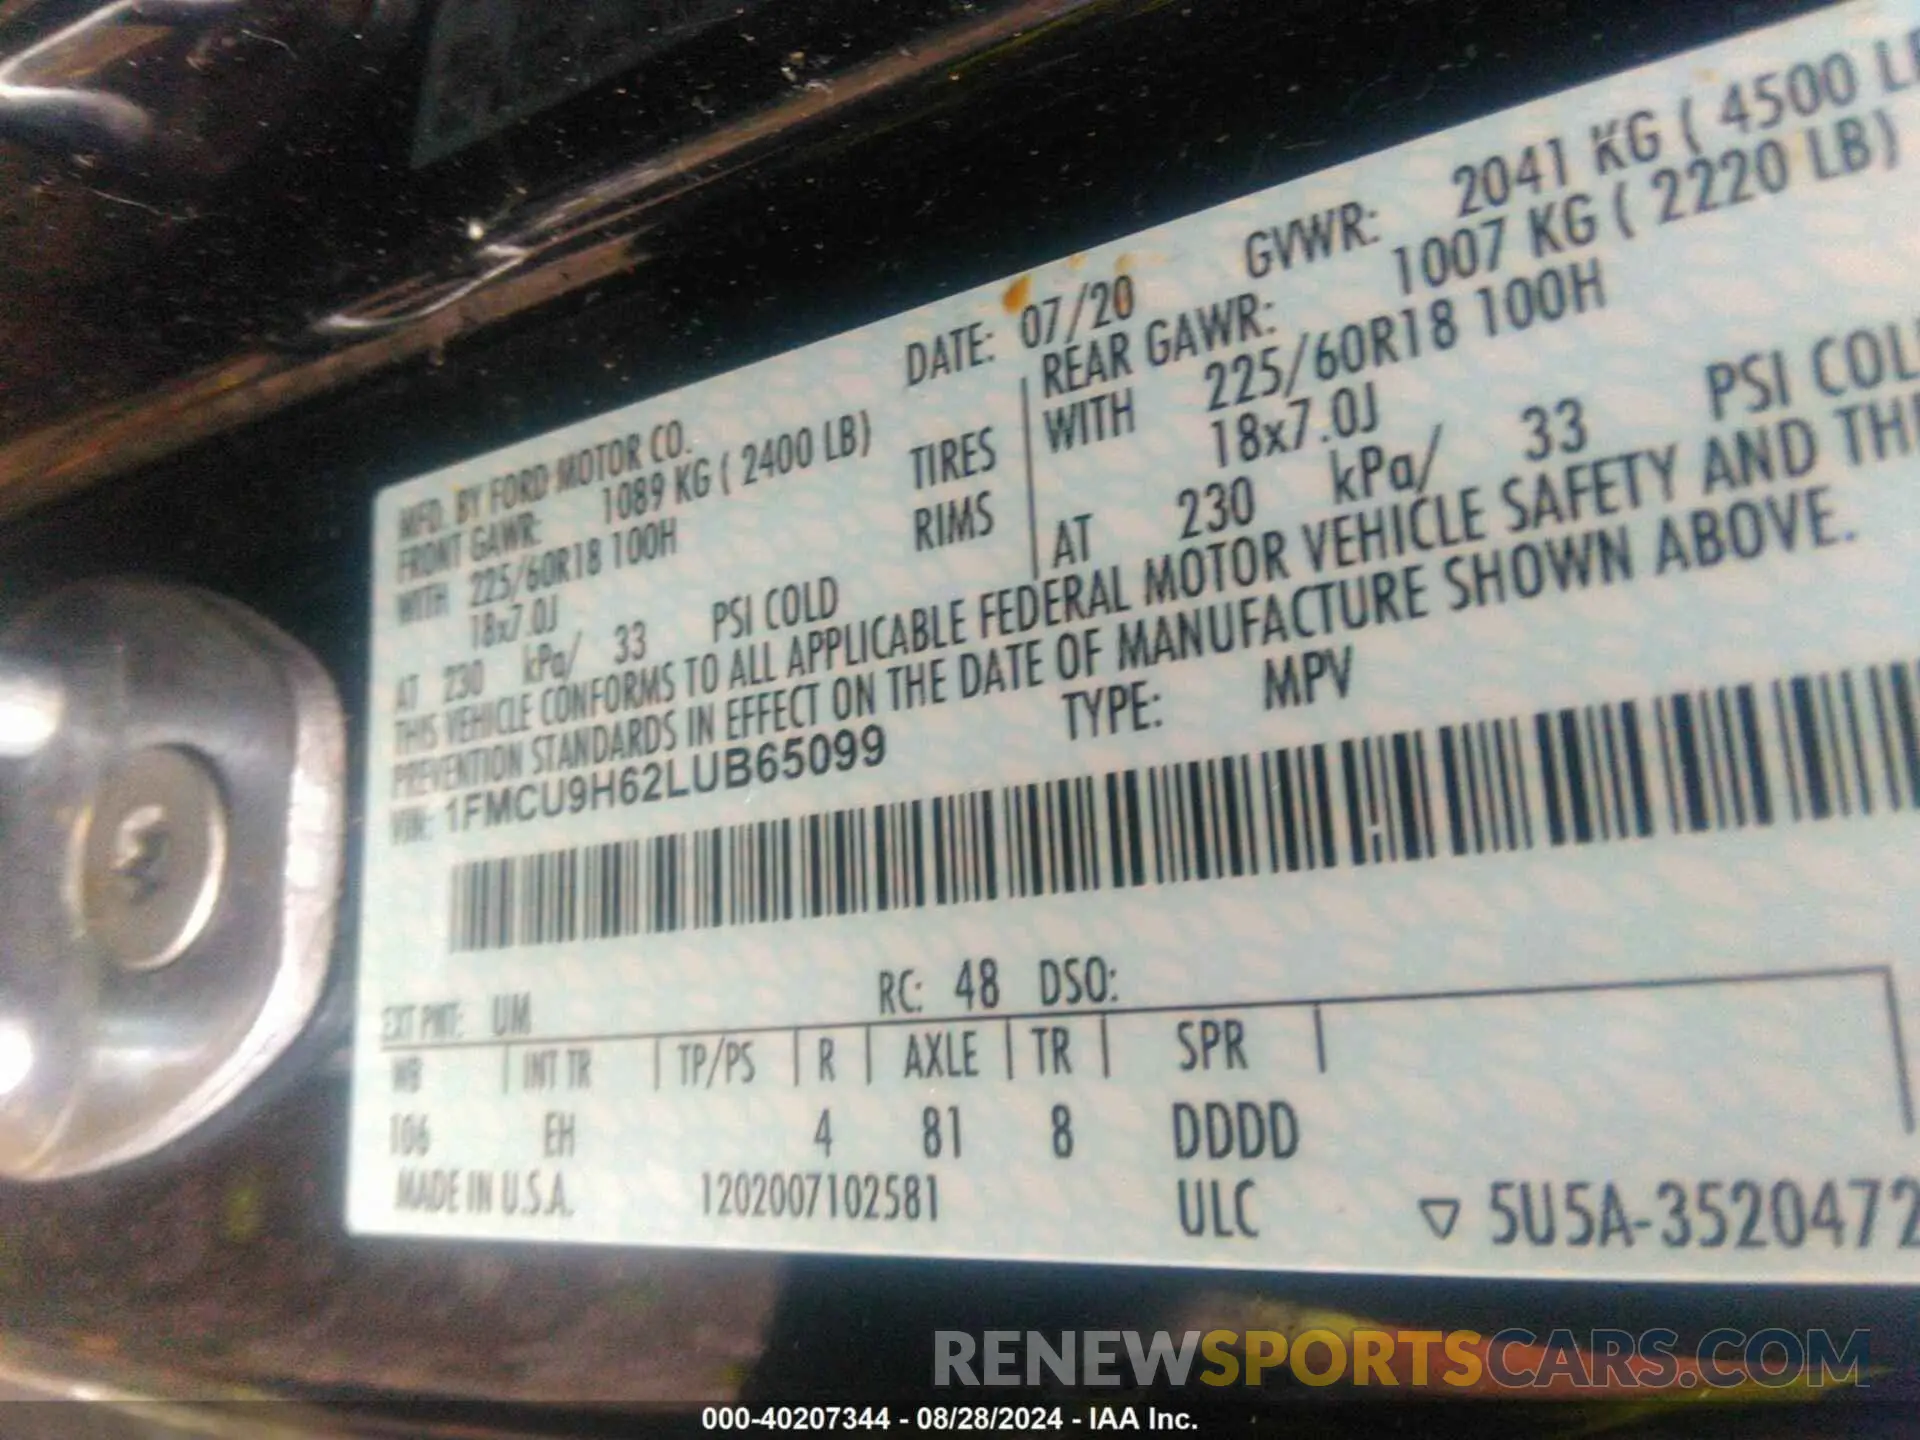 MFD. BY FORD MOTOR CO.
DATE: 07/20 GVWR: 2041 KG ( 4500
FRONT GAWR: 1089 KG ( 2400 LB)
REAR GAWR: 1007 KG ( 2220 LB)
WITH 225/60R18 100H TIRES WITH 225/60R18 100H
18x7.0J RIMS 18x7.0J
AT 230 kPa/ 33 PSI COLD AT 230 kPa/ 33 PSI COL
THIS VEHICLE CONFORMS TO ALL APPLICABLE FEDERAL MOTOR VEHICLE SAFETY AND
PREVENTION STANDARDS IN EFFECT ON THE DATE OF MANUFACTURE SHOWN ABOVE.
VIN: 1FMCU9H62LUB65099 TYPE: MPV
EXT PNT: UM RC: 48 DSO:
WB | INT TR | TP/PS | R | AXLE | TR | SPR |
106 EH 4 81 8 DDDD
MADE IN U.S.A. 1202007102581 ULC ▽ 5U5A-3520472
RENEWSPORTSCARS.COM
000-40207344 - 08/28/2024 - IAA Inc.